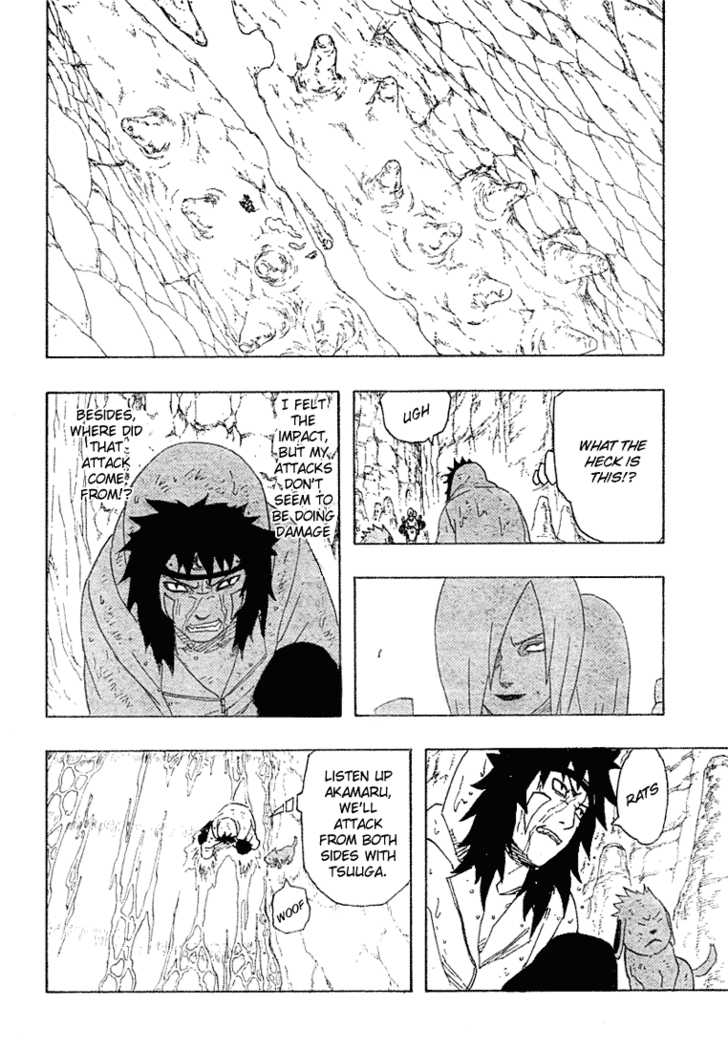 UGH
WHAT THE
HECK IS
THIS!?
I FELT
THE
IMPACT,
BUT MY
ATTACKS
DON'T
SEEM TO
BE DOING
DAMAGE
BESIDES,
WHERE DID
THAT
ATTACK
COME
FROM!?
RATS
LISTEN UP
AKAMARU,
WE'LL
ATTACK
FROM BOTH
SIDES WITH
TSUUGA.
WOOF